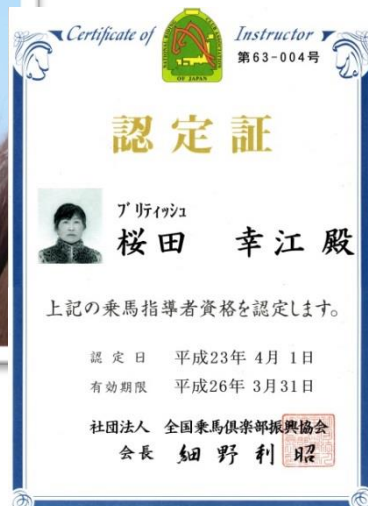 Certificate of Instructor
第63-004号
OF JAPAN
認定証
ブリティッシュ
桜田 幸江 殿
上記の乗馬指導者資格を認定します。
認定日 平成23年 4月 1日
有効期限 平成26年 3月31日
社団法人 全国乗馬倶楽部振興協会
会長 細野利昭